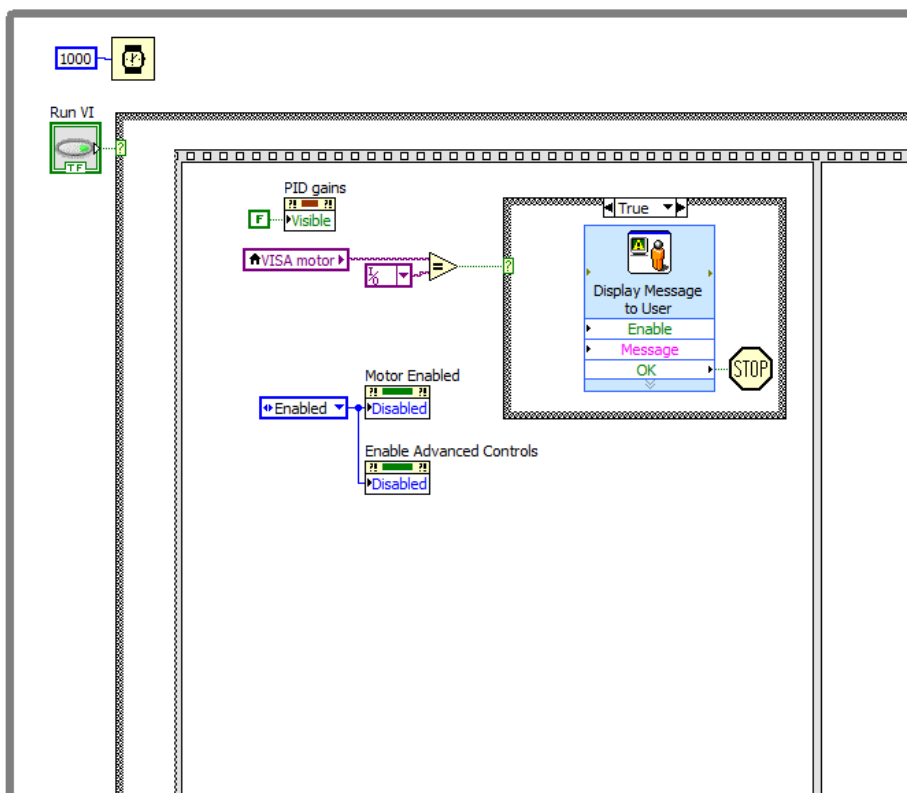 1000
Run VI
TF
?
PID gains
?! ?!
F
Visible
VISA motor
I/O
=
?
True
Display Message
to User
Enable
Message
OK
STOP
Motor Enabled
?! ?!
Enabled
Disabled
Enable Advanced Controls
?! ?!
Disabled